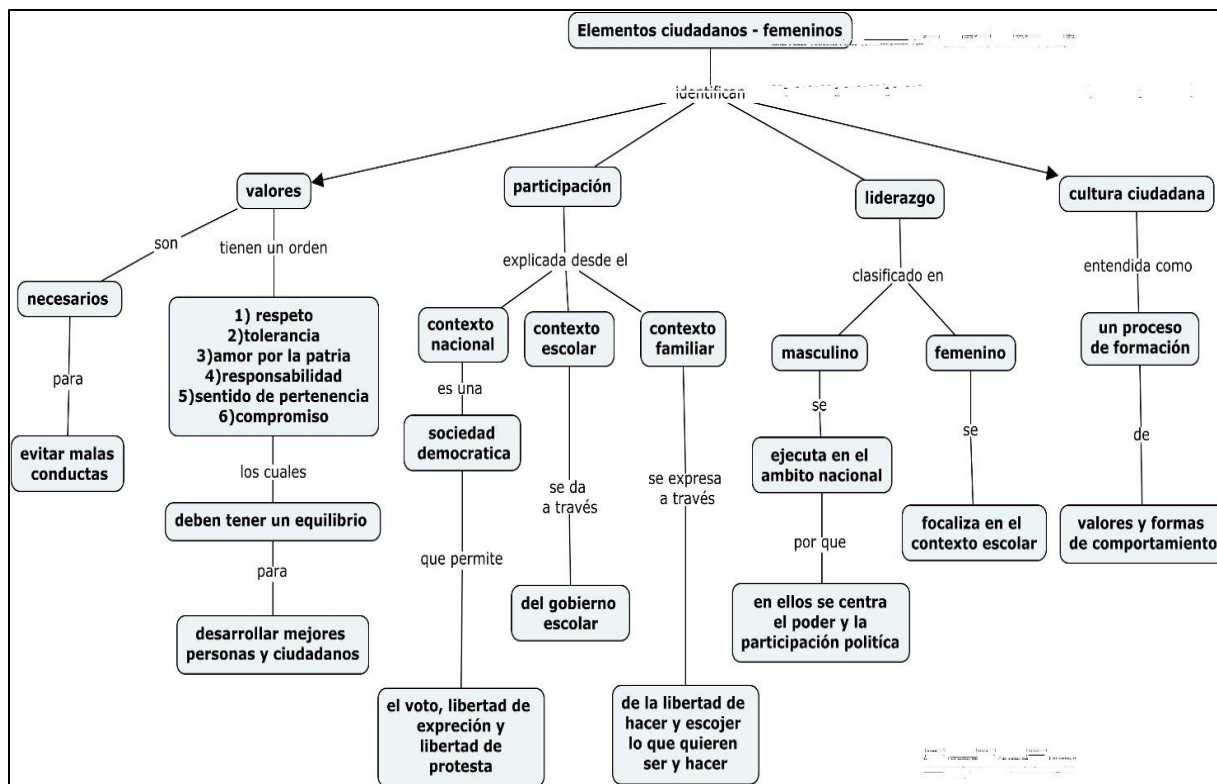 Elementos ciudadanos - femeninos
identifican
valores
participación
liderazgo
cultura ciudadana
son
tienen un orden
explicada desde el
clasificado en
entendida como
necesarios
1) respeto
2)tolerancia
3)amor por la patria
4)responsabilidad
5)sentido de pertenencia
6)compromiso
contexto
nacional
contexto
escolar
contexto
familiar
masculino
femenino
un proceso
de formación
para
es una
se
se
de
evitar malas
conductas
los cuales
sociedad
democratica
se da
a través
se expresa
a través
ejecuta en el
ambito nacional
focaliza en el
contexto escolar
valores y formas
de comportamiento
deben tener un equilibrio
que permite
por que
para
desarrollar mejores
personas y ciudadanos
del gobierno
escolar
en ellos se centra
el poder y la
participación politíca
el voto, libertad de
expreción y
libertad de
protesta
de la libertad de
hacer y escojer
lo que quieren
ser y hacer